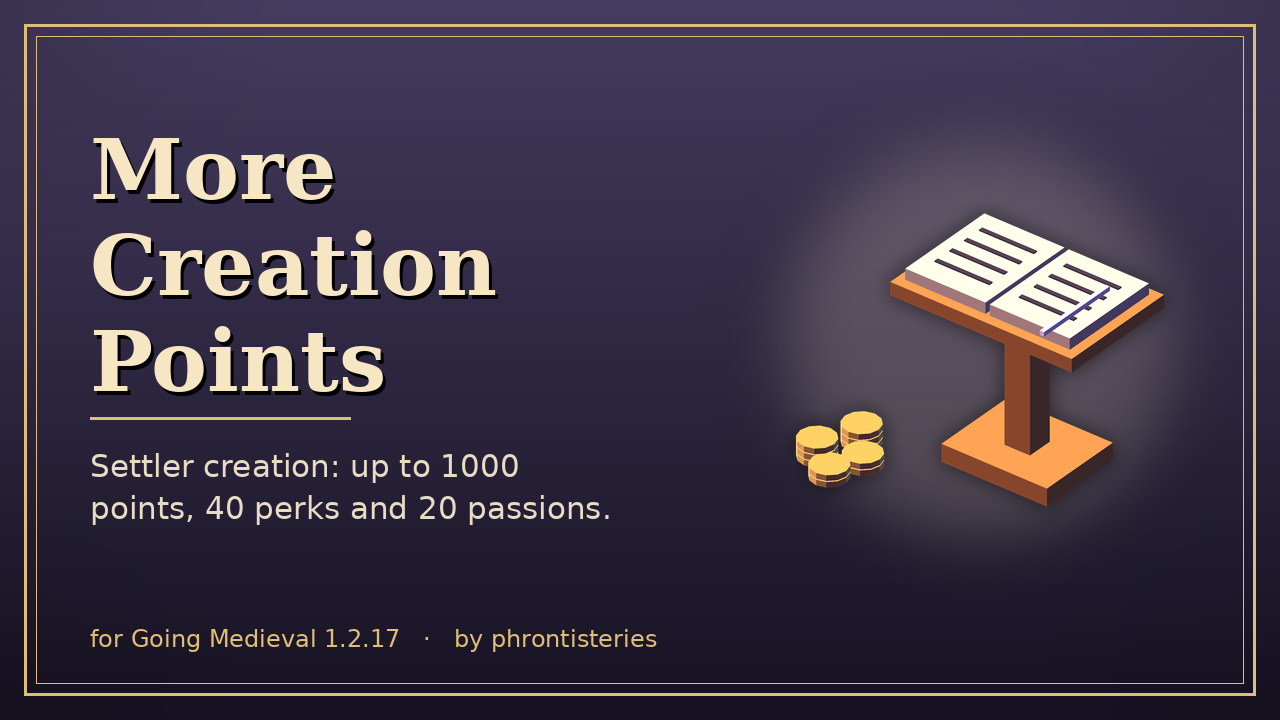 More
Creation
Points
Settler creation: up to 1000
points, 40 perks and 20 passions.
for Going Medieval 1.2.17 · by phrontisteries